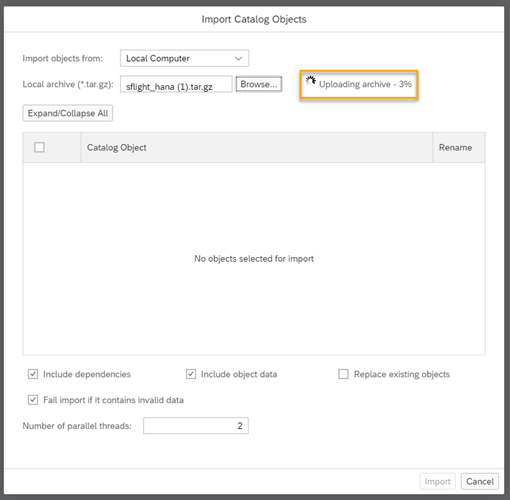 Import Catalog Objects
Import objects from: Local Computer
Local archive (*.tar.gz): sflight_hana (1).tar.gz Browse... Uploading archive - 3%
Expand/Collapse All
Catalog Object Rename
No objects selected for import
Include dependencies Include object data Replace existing objects
Fail import if it contains invalid data
Number of parallel threads: 2
Import Cancel